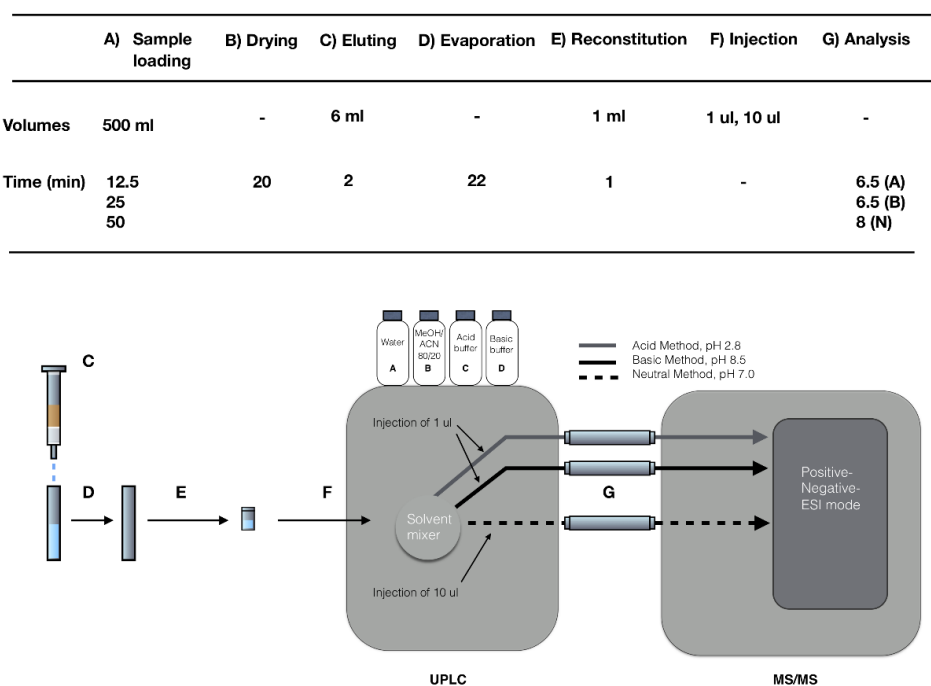 A) Sample loading B) Drying C) Eluting D) Evaporation E) Reconstitution F) Injection G) Analysis
Volumes 500 ml - 6 ml - 1 ml 1 ul, 10 ul -
Time (min) 12.5 20 2 22 1 - 6.5 (A)
25 6.5 (B)
50 8 (N)
Water
A
MeOH/
ACN
80/20
B
Acid
buffer
C
Basic
buffer
D
Acid Method, pH 2.8
Basic Method, pH 8.5
Neutral Method, pH 7.0
C
D
E
F
Injection of 1 ul
Solvent
mixer
Injection of 10 ul
G
Positive-
Negative-
ESI mode
UPLC
MS/MS